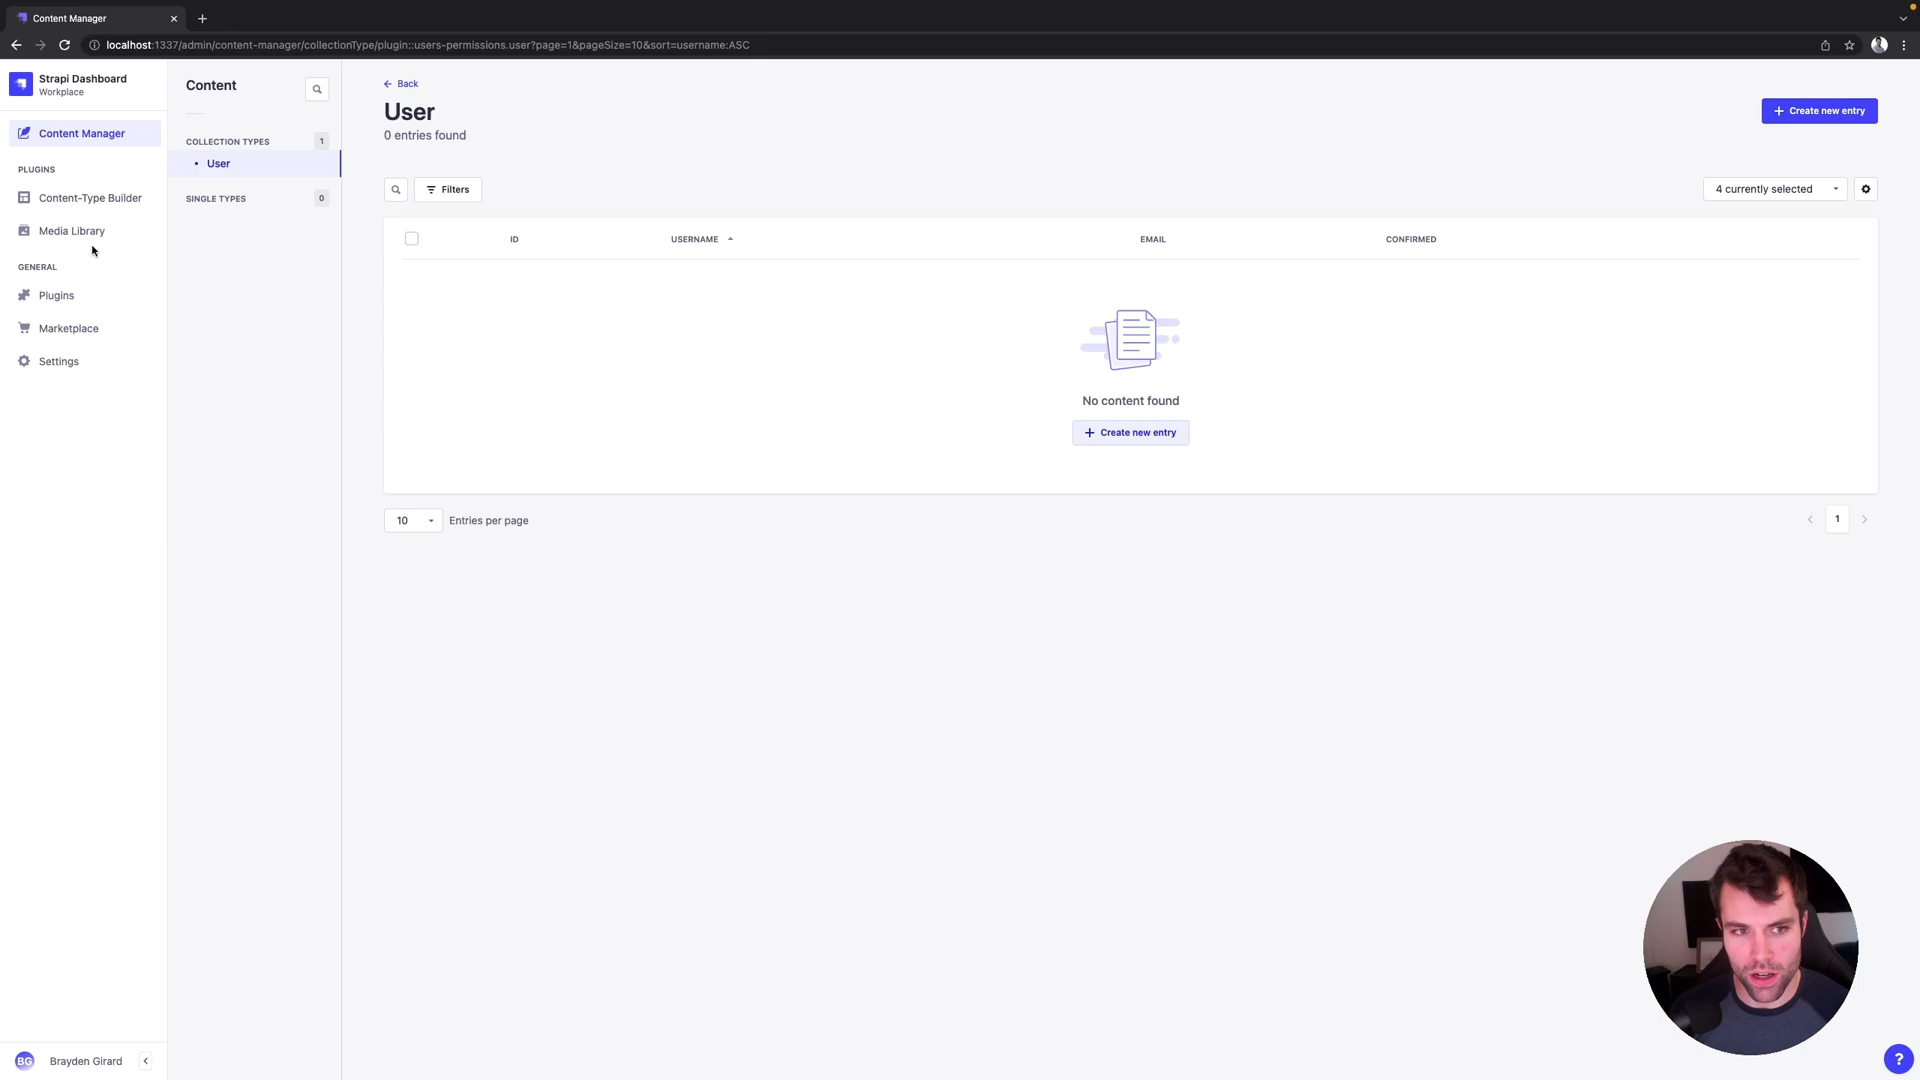 Content Manager
localhost:1337/admin/content-manager/collectionType/plugin::users-permissions.user?page=1&pageSize=10&sort=username:ASC
Strapi Dashboard
Workplace
Content Manager
PLUGINS
Content-Type Builder
Media Library
GENERAL
Plugins
Marketplace
Settings
BG Brayden Girard
Content
COLLECTION TYPES 1
User
SINGLE TYPES 0
Back
User
0 entries found
Create new entry
Filters
4 currently selected
ID USERNAME EMAIL CONFIRMED
No content found
Create new entry
10 Entries per page
1
?